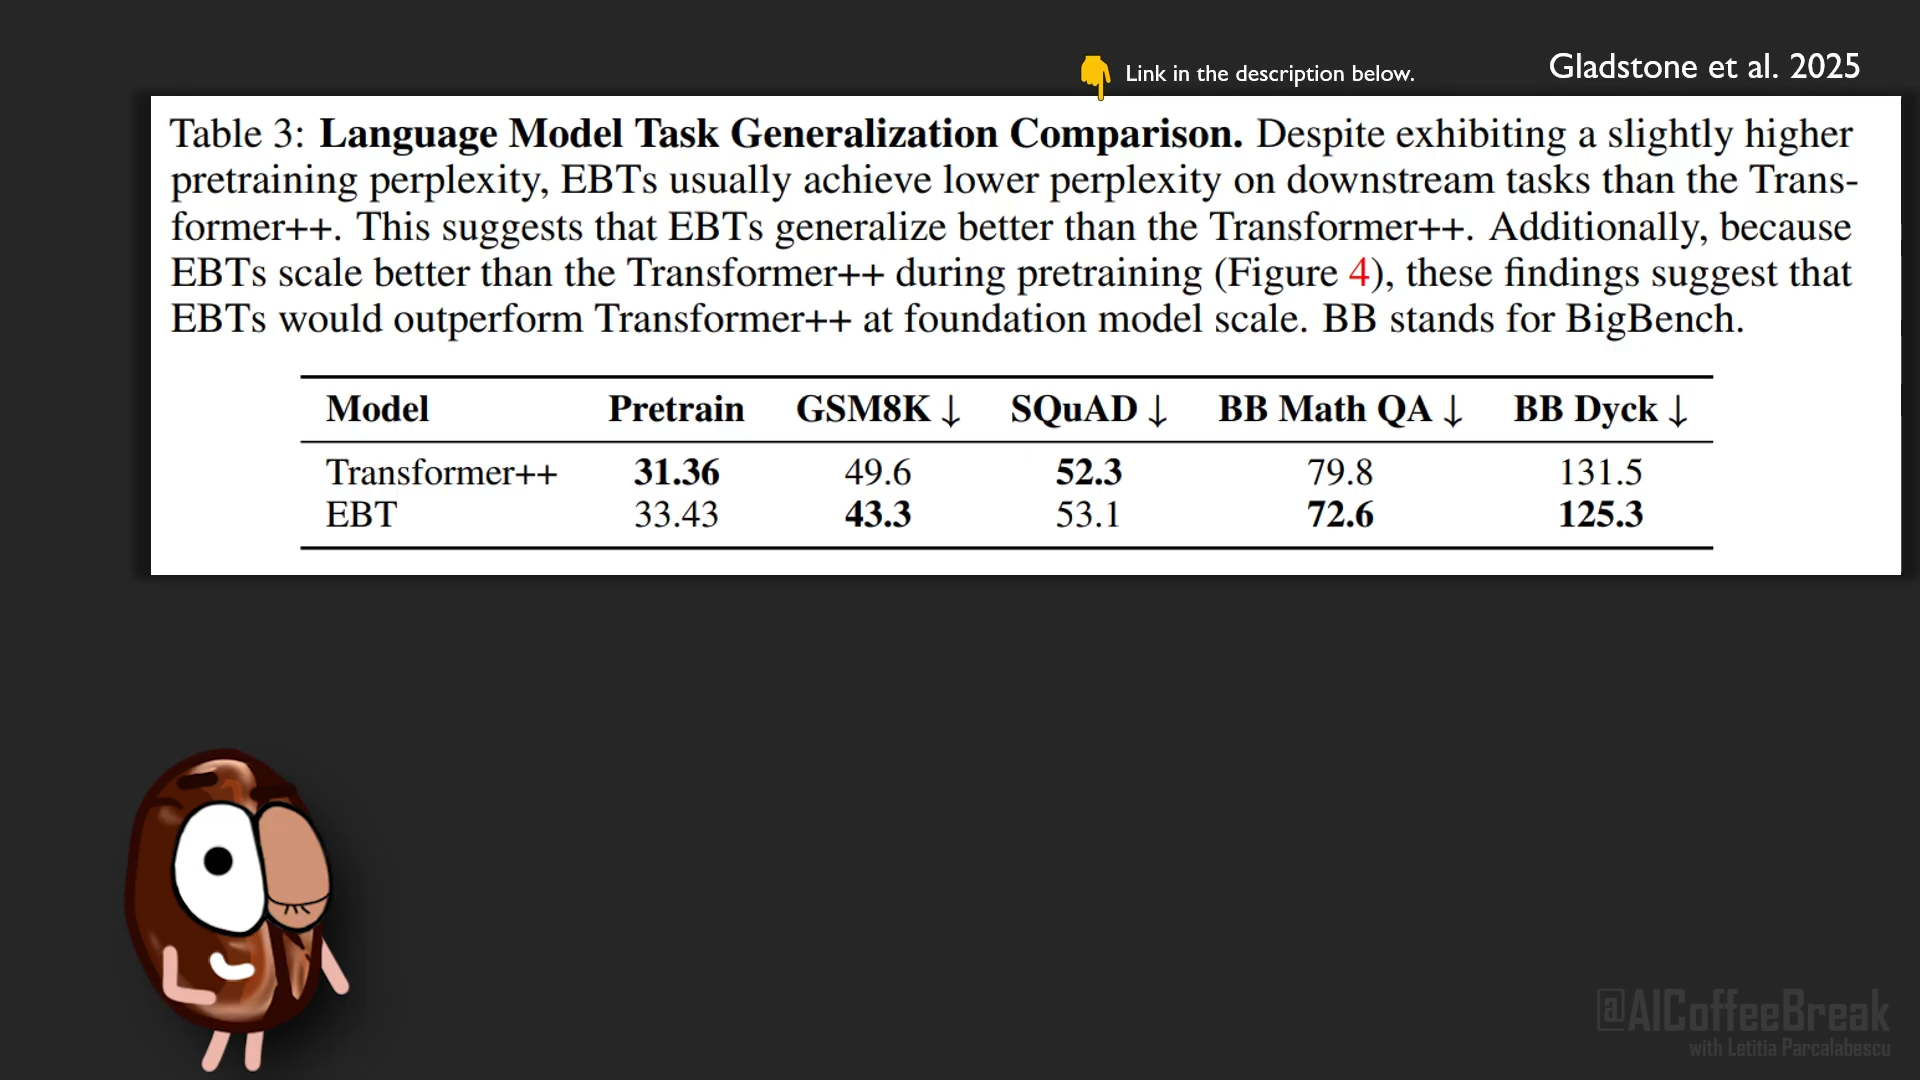 👇 Link in the description below.
Gladstone et al. 2025
Table 3: Language Model Task Generalization Comparison. Despite exhibiting a slightly higher
pretraining perplexity, EBTs usually achieve lower perplexity on downstream tasks than the Trans-
former++. This suggests that EBTs generalize better than the Transformer++. Additionally, because
EBTs scale better than the Transformer++ during pretraining (Figure 4), these findings suggest that
EBTs would outperform Transformer++ at foundation model scale. BB stands for BigBench.
Model Pretrain GSM8K ↓ SQuAD ↓ BB Math QA ↓ BB Dyck ↓
Transformer++ 31.36 49.6 52.3 79.8 131.5
EBT 33.43 43.3 53.1 72.6 125.3
@AICoffeeBreak
with Letitia Parcalabescu